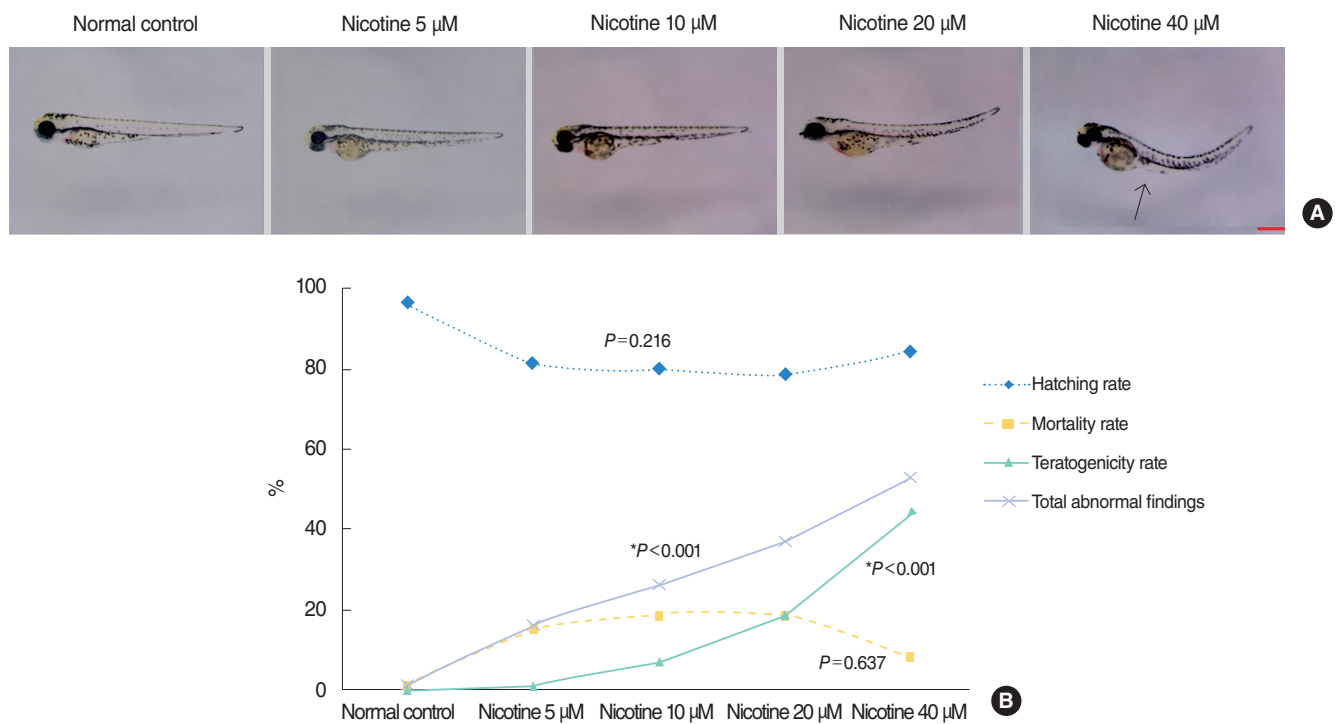 Normal control
Nicotine 5 µM
Nicotine 10 µM
Nicotine 20 µM
Nicotine 40 µM
A
100
80
60
40
20
0
%
P=0.216
*P<0.001
*P<0.001
P=0.637
Hatching rate
Mortality rate
Teratogenicity rate
Total abnormal findings
Normal control
Nicotine 5 µM
Nicotine 10 µM
Nicotine 20 µM
Nicotine 40 µM
B